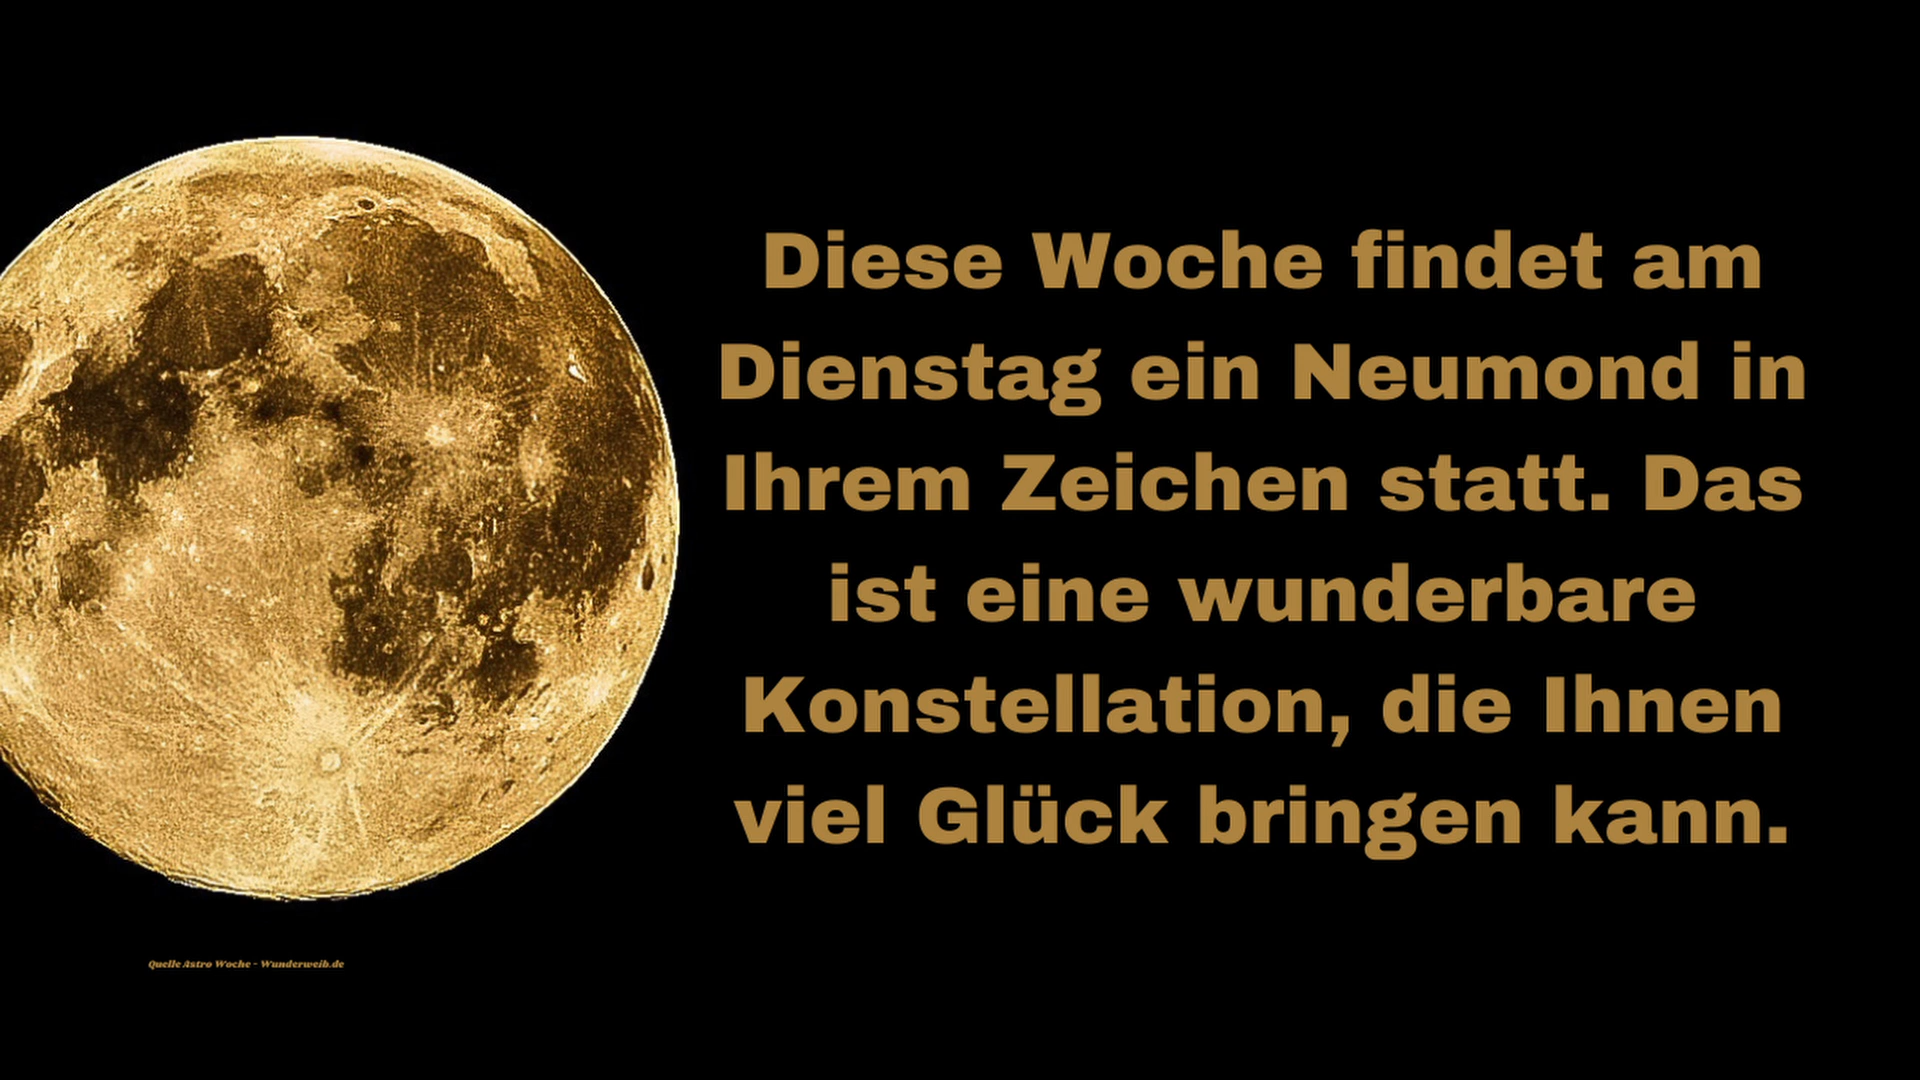 Diese Woche findet am
Dienstag ein Neumond in
Ihrem Zeichen statt. Das
ist eine wunderbare
Konstellation, die Ihnen
viel Glück bringen kann.
Quelle Astro Woche - Wunderweib.de